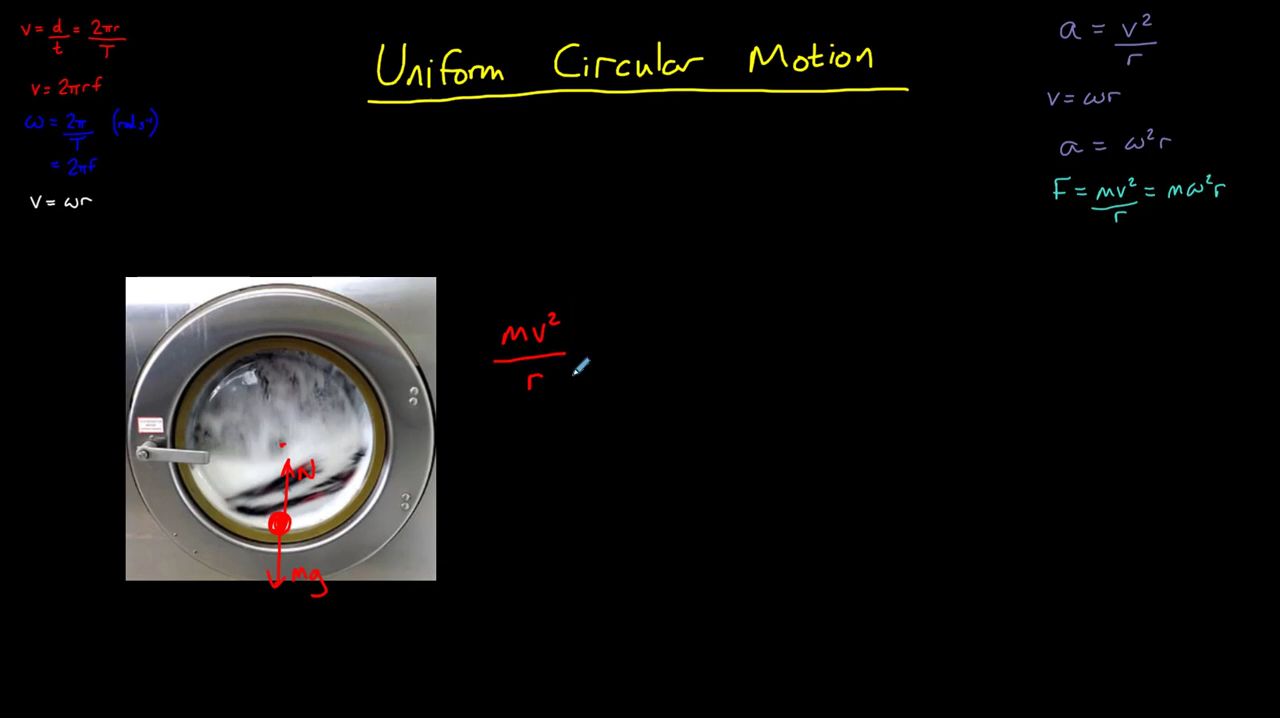 Uniform Circular Motion
v = d/t = 2πr/T
v = 2πrf
ω = 2π/T (rad s⁻¹)
= 2πf
v = ωr
a = v²/r
v = ωr
a = ω²r
F = mv²/r = mω²r
mv²/r
N
mg